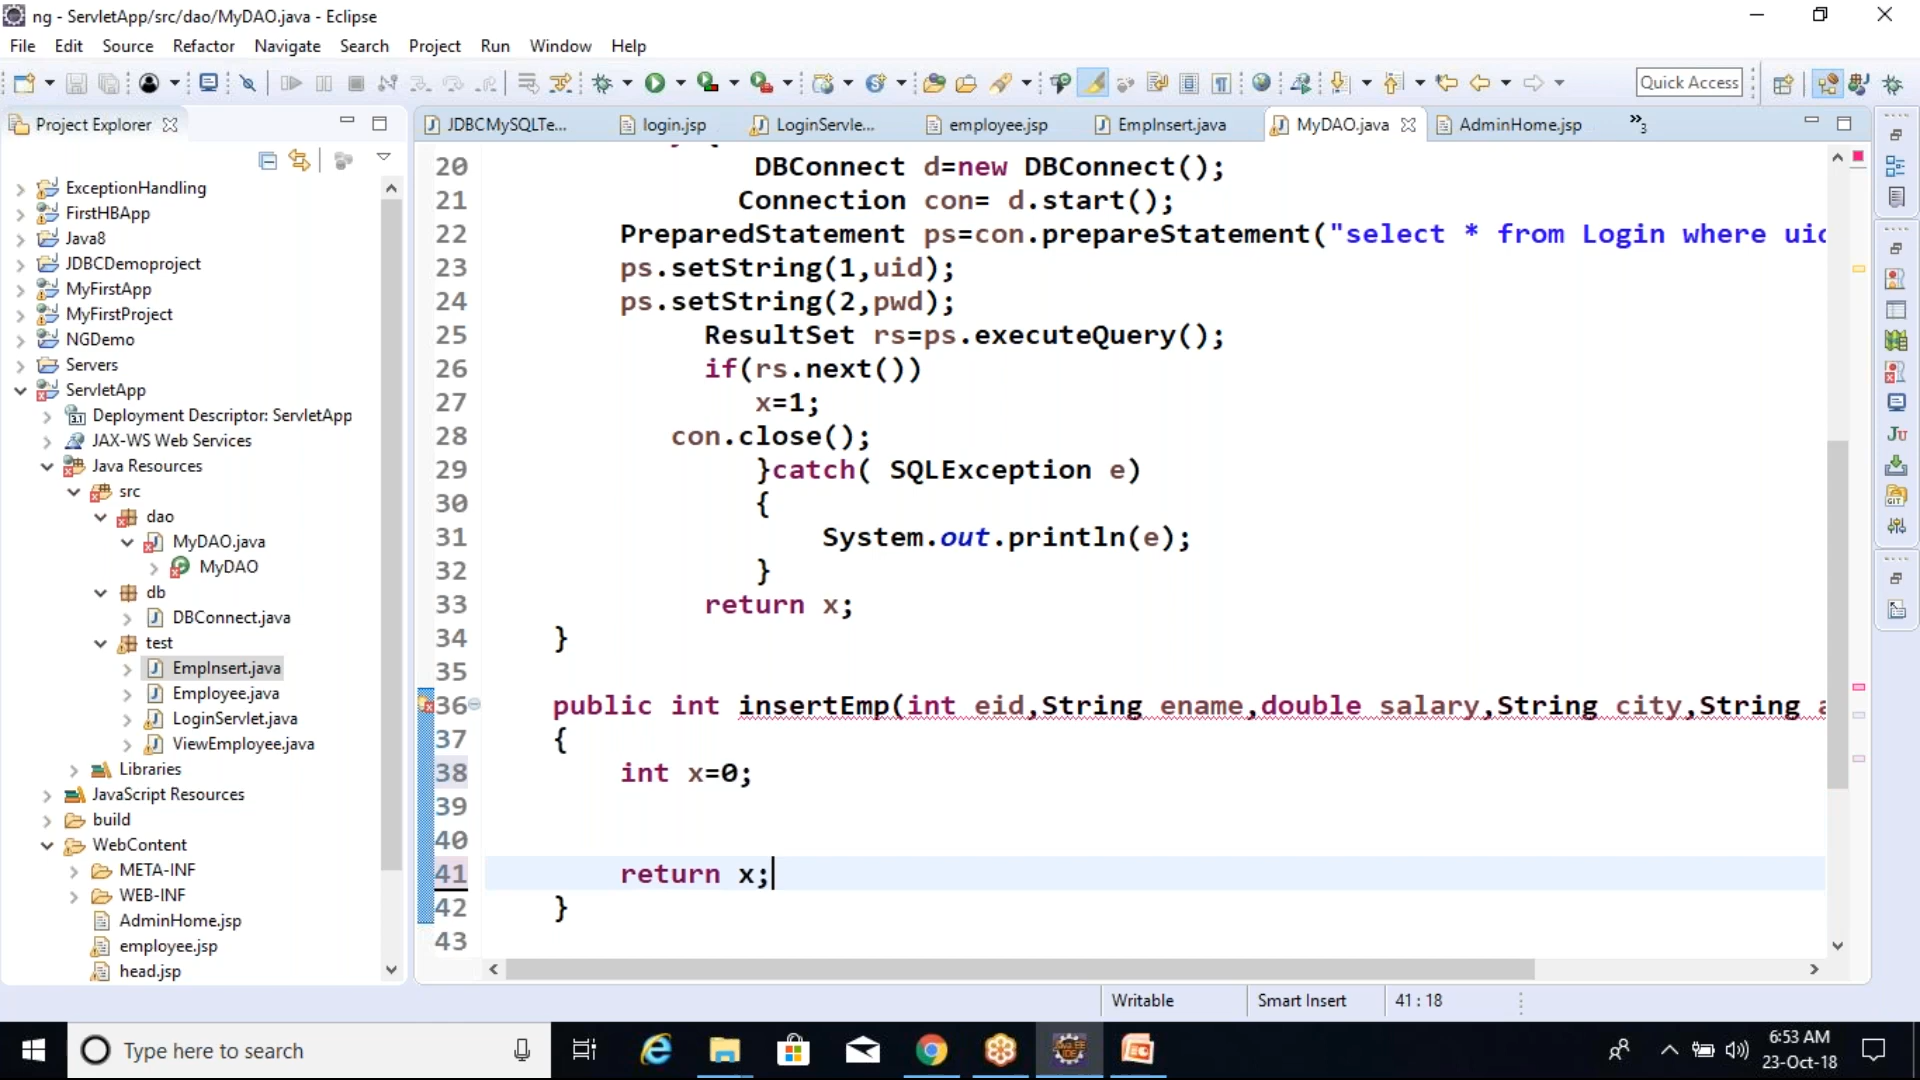 ng - ServletApp/src/dao/MyDAO.java - Eclipse
File Edit Source Refactor Navigate Search Project Run Window Help
Quick Access
Project Explorer
JDBCMySQLTe... login.jsp LoginServle... employee.jsp EmpInsert.java MyDAO.java AdminHome.jsp »3
ExceptionHandling
FirstHBApp
Java8
JDBCDemoproject
MyFirstApp
MyFirstProject
NGDemo
Servers
ServletApp
Deployment Descriptor: ServletApp
JAX-WS Web Services
Java Resources
src
dao
MyDAO.java
MyDAO
db
DBConnect.java
test
EmpInsert.java
Employee.java
LoginServlet.java
ViewEmployee.java
Libraries
JavaScript Resources
build
WebContent
META-INF
WEB-INF
AdminHome.jsp
employee.jsp
head.jsp
20 DBConnect d=new DBConnect();
21 Connection con= d.start();
22 PreparedStatement ps=con.prepareStatement("select * from Login where uid
23 ps.setString(1,uid);
24 ps.setString(2,pwd);
25 ResultSet rs=ps.executeQuery();
26 if(rs.next())
27 x=1;
28 con.close();
29 }catch( SQLException e)
30 {
31 System.out.println(e);
32 }
33 return x;
34 }
35
36 public int insertEmp(int eid,String ename,double salary,String city,String a
37 {
38 int x=0;
39
40
41 return x;
42 }
43
Writable Smart Insert 41 : 18
Type here to search
6:53 AM
23-Oct-18